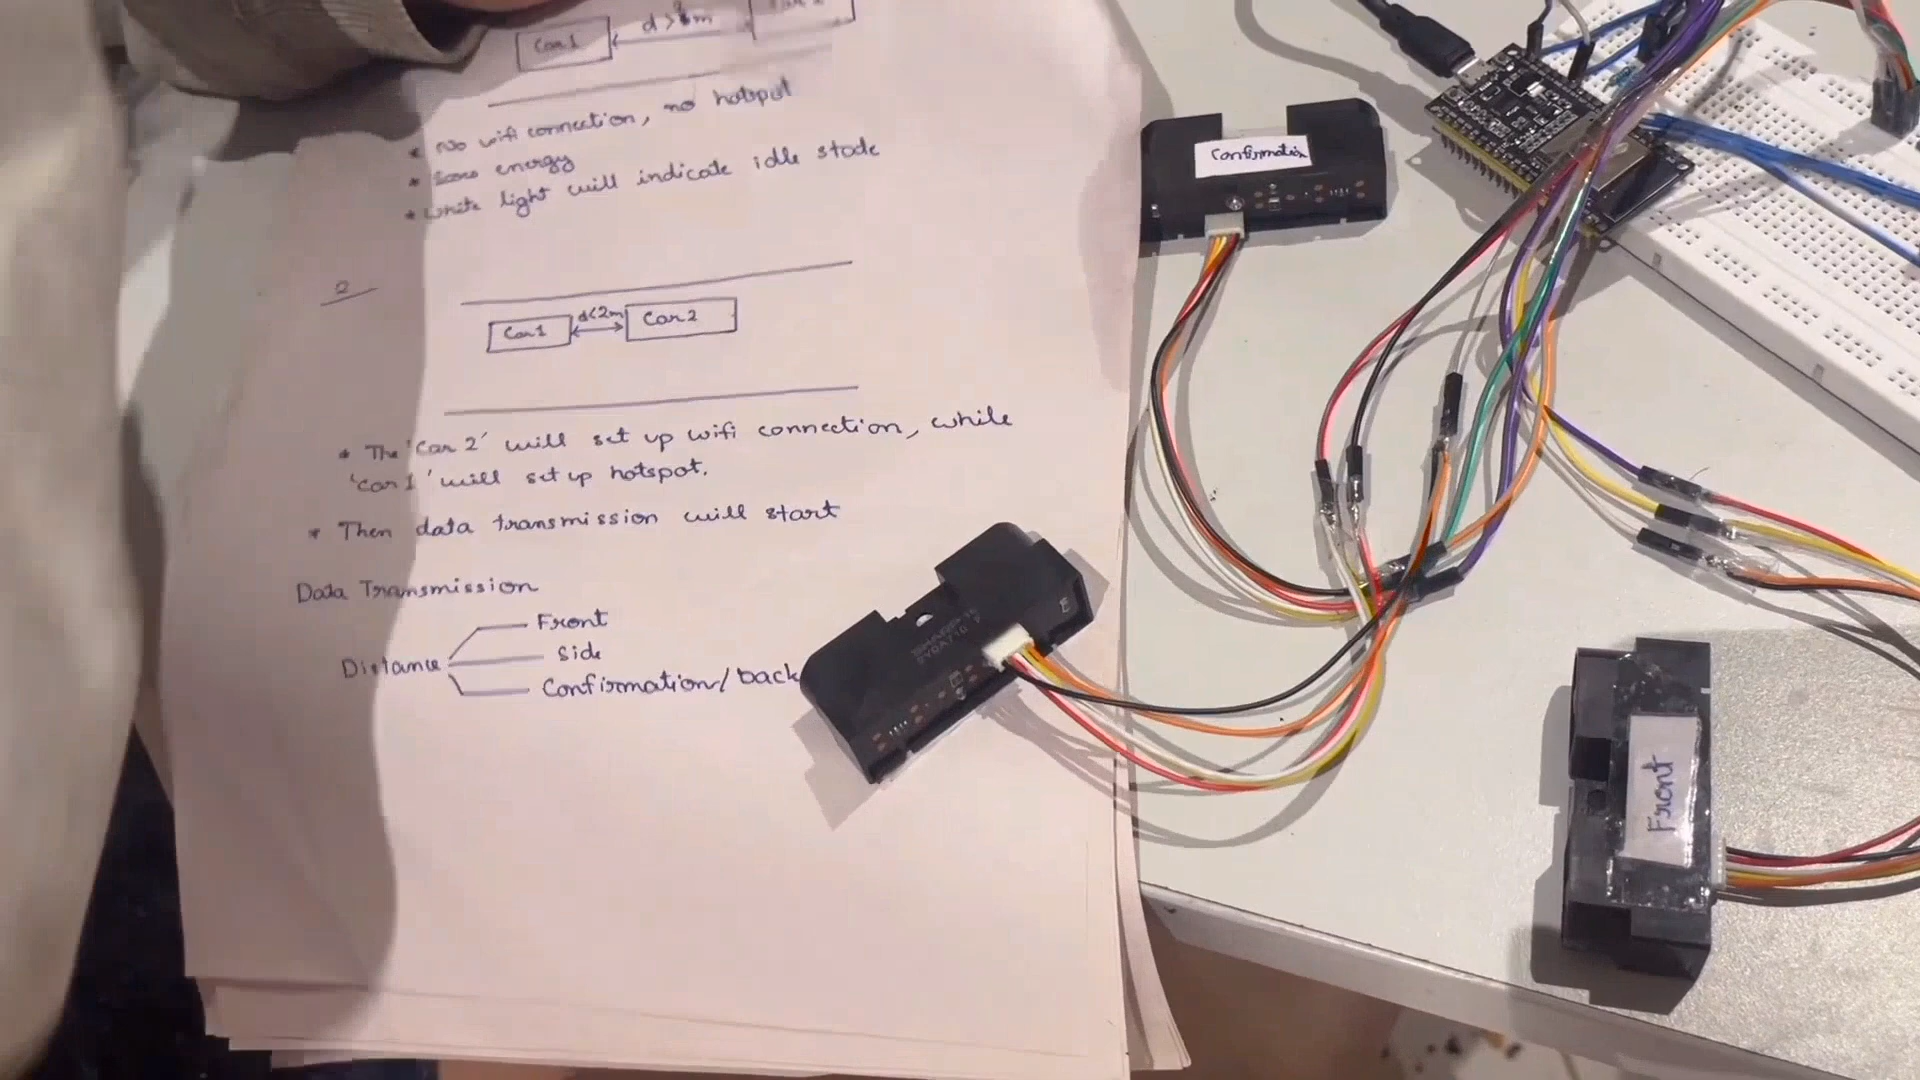 Car 1
d > m
* No wifi connection, no hotspot
* Save energy
* White light will indicate idle state
2
Car 1
d<2m
Car 2
* The 'Car 2' will set up wifi connection, while
'Car 1' will set up hotspot.
* Then data transmission will start
Data Transmission
Distance
Front
Side
Confirmation/back
Confirmation
SHARP
Front